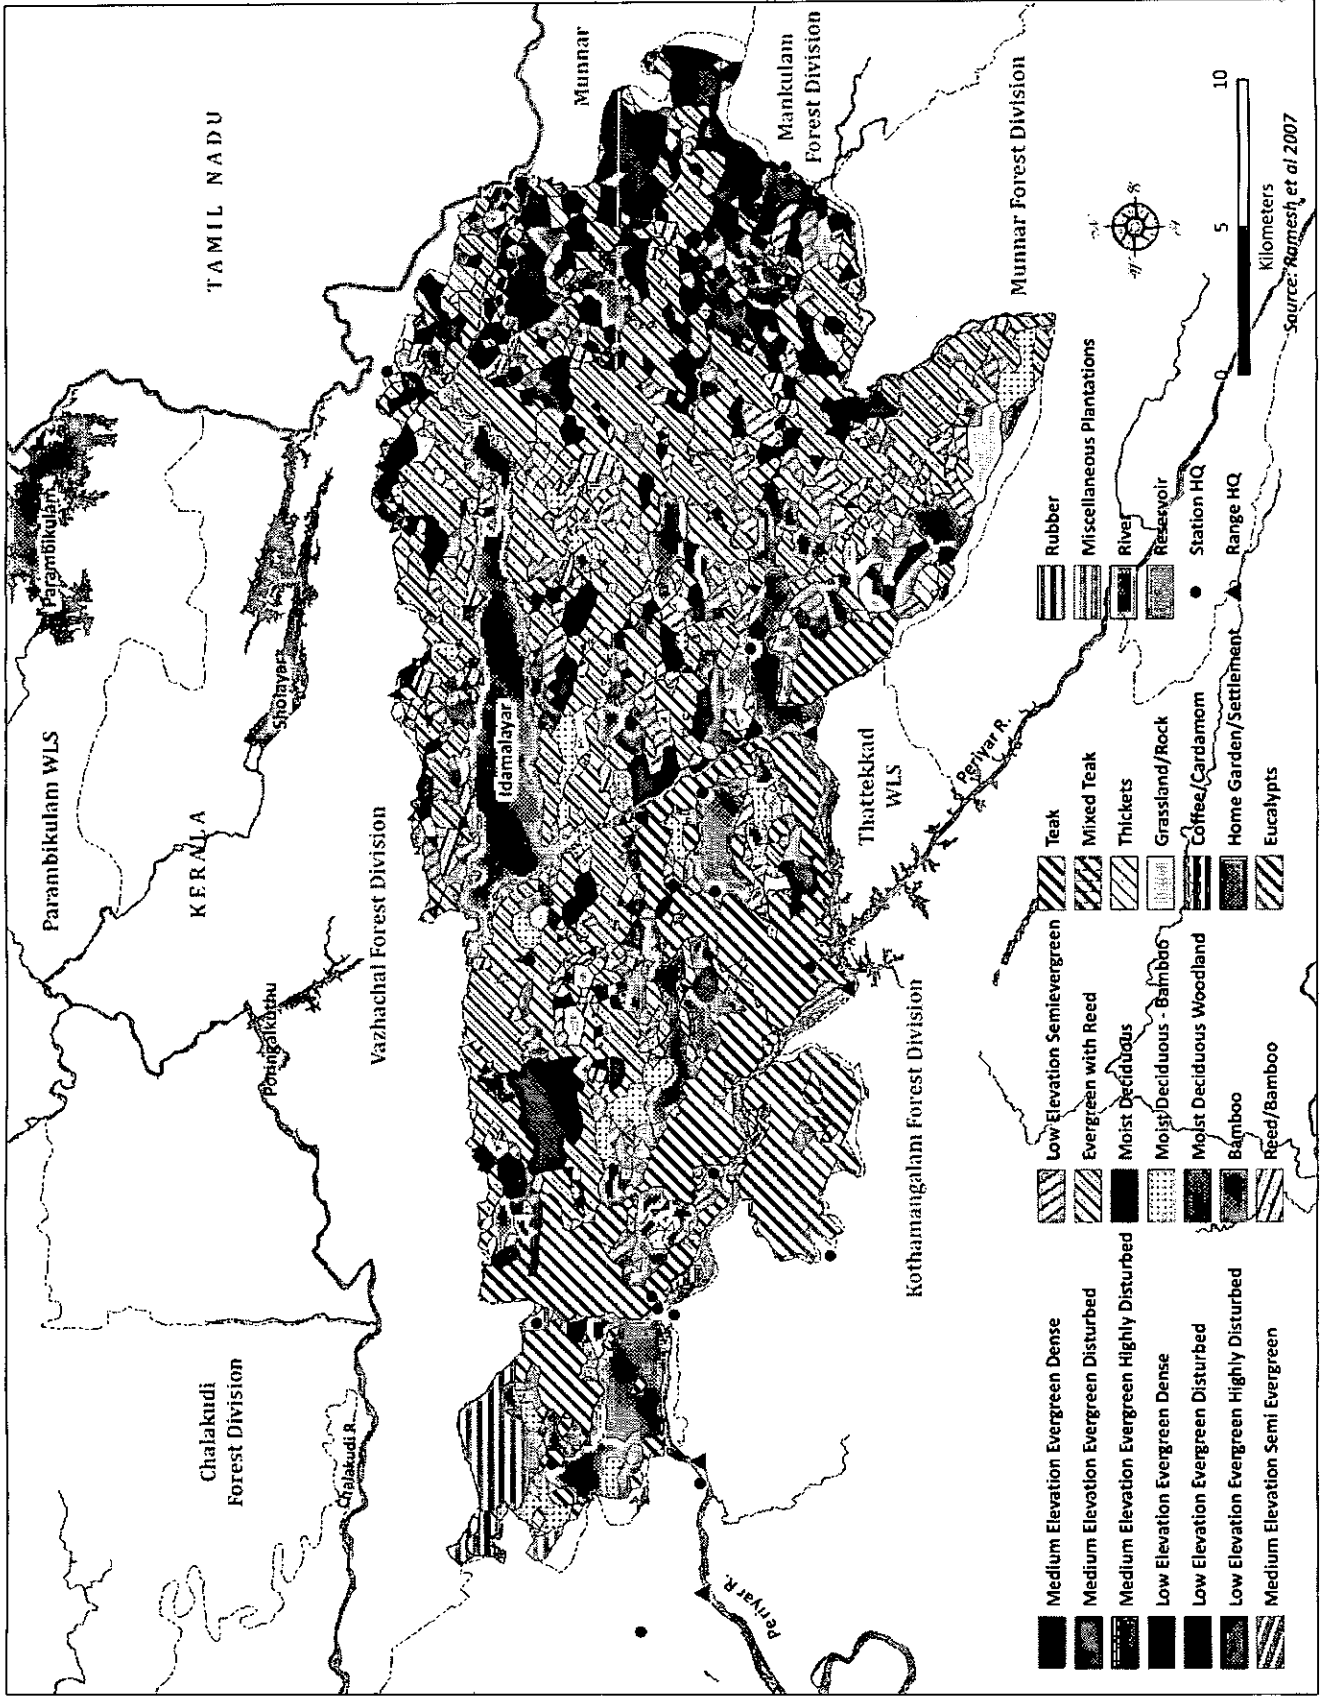 TAMIL NADU
Parambikulam
Parambikulam WLS
Sholayar
KERALA
Poringalkuthu
Vazhachal Forest Division
Chalakudi
Forest Division
Chalakudi R.
Munnar
Mankulam
Forest Division
Munnar Forest Division
Idamalayar
Thattekkad
WLS
Periyar R.
Kothamangalam Forest Division
Periyar R.
Medium Elevation Evergreen Dense
Medium Elevation Evergreen Disturbed
Medium Elevation Evergreen Highly Disturbed
Low Elevation Evergreen Dense
Low Elevation Evergreen Disturbed
Low Elevation Evergreen Highly Disturbed
Medium Elevation Semi Evergreen
Low Elevation Semievergreen
Evergreen with Reed
Moist Deciduous
Moist Deciduous - Bamboo
Moist Deciduous Woodland
Bamboo
Reed/Bamboo
Teak
Mixed Teak
Thickets
Grassland/Rock
Coffee/Cardamom
Home Garden/Settlement
Eucalypts
Rubber
Miscellaneous Plantations
River
Reservoir
Station HQ
Range HQ
0 5 10
Kilometers
Source: Ramesh et al 2007